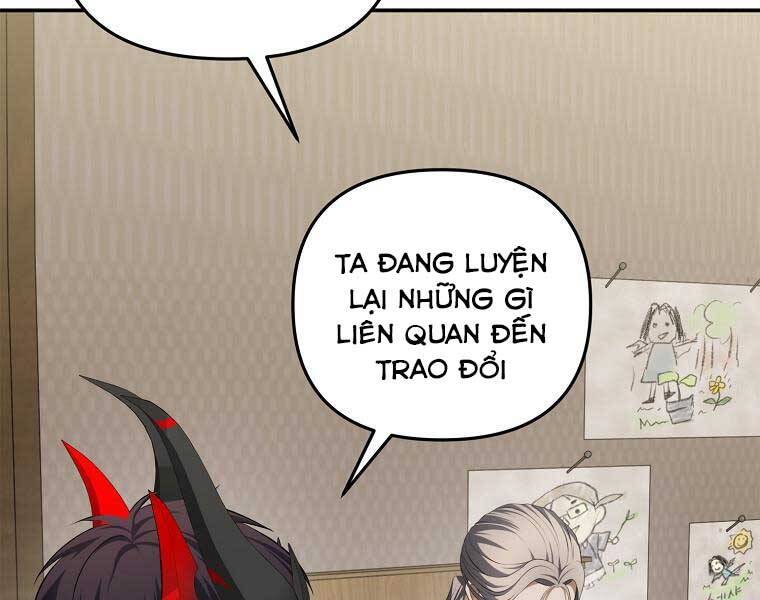 TA ĐANG LUYỆN
LẠI NHỮNG GÌ
LIÊN QUAN ĐẾN
TRAO ĐỔI